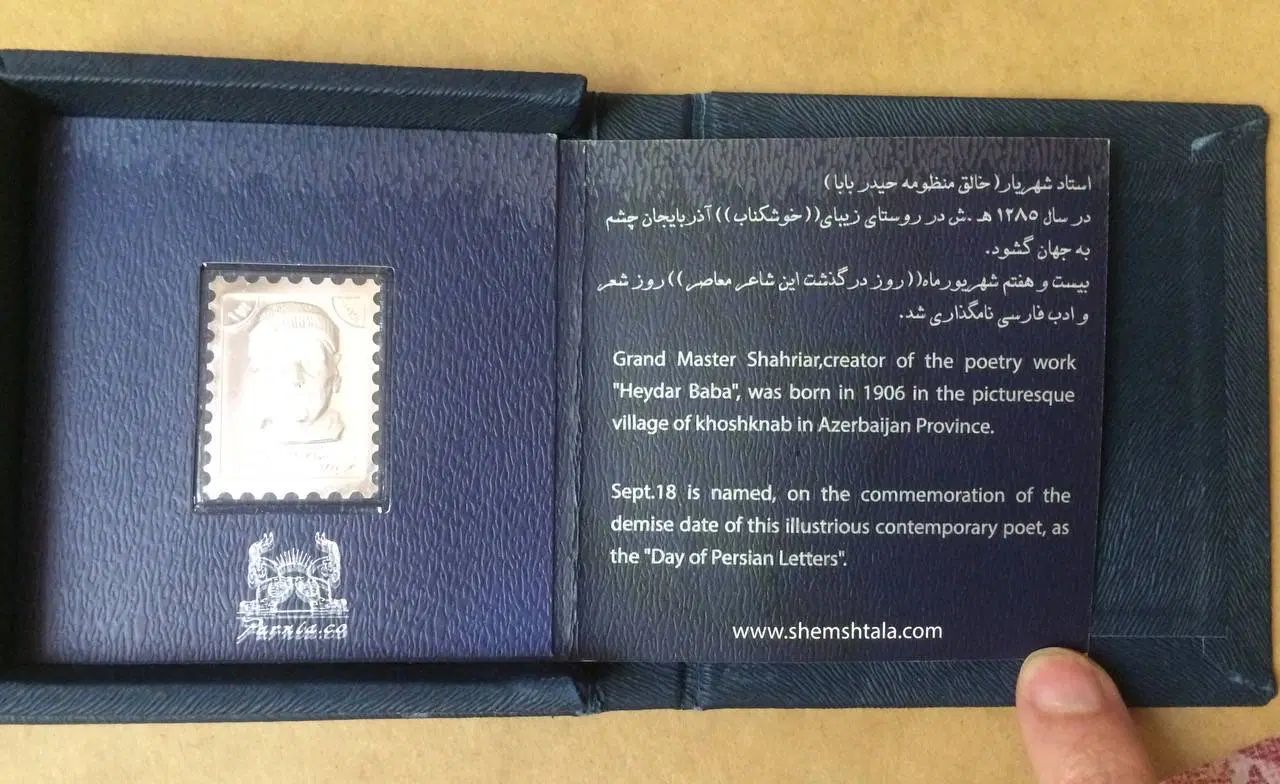 استاد شهریار( خالق منظومه حیدر بابا)
در سال ۱۲۸۵ هـ .ش در روستای زیبای((خوشکناب))آذربایجان چشم
به جهان گشود.
بیست و هفتم شهریورماه((روز درگذشت این شاعر معاصر))روز شعر
و ادب فارسی نامگذاری شد.
Grand Master Shahriar,creator of the poetry work
"Heydar Baba", was born in 1906 in the picturesque
village of khoshknab in Azerbaijan Province.
Sept.18 is named, on the commemoration of the
demise date of this illustrious contemporary poet, as
the "Day of Persian Letters".
www.shemshtala.com
Parnia.co